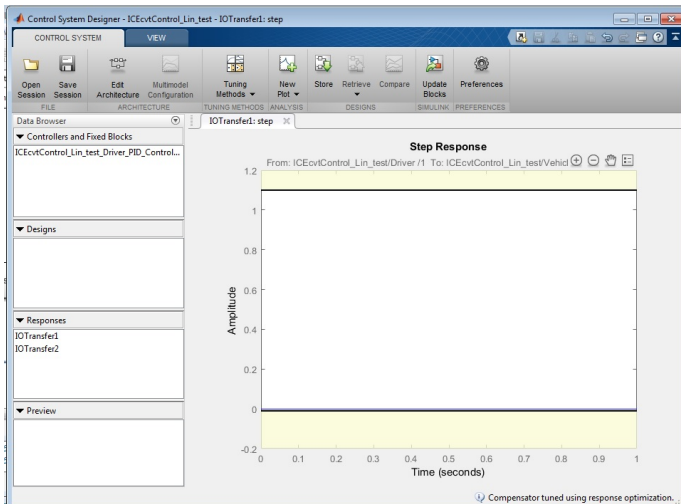 Control System Designer - ICEcvtControl_Lin_test - IOTransfer1: step
CONTROL SYSTEM VIEW
Open Session
Save Session
Edit Architecture
Multimodel Configuration
Tuning Methods
New Plot
Store
Retrieve
Compare
Update Blocks
Preferences
FILE ARCHITECTURE TUNING METHODS ANALYSIS DESIGNS SIMULINK PREFERENCES
Data Browser
IOTransfer1: step
Controllers and Fixed Blocks
ICEcvtControl_Lin_test_Driver_PID_Control...
Designs
Responses
IOTransfer1
IOTransfer2
Preview
Step Response
From: ICEcvtControl_Lin_test/Driver /1 To: ICEcvtControl_Lin_test/Vehicl
Amplitude
1.2
1
0.8
0.6
0.4
0.2
0
-0.2
0 0.1 0.2 0.3 0.4 0.5 0.6 0.7 0.8 0.9 1
Time (seconds)
Compensator tuned using response optimization.